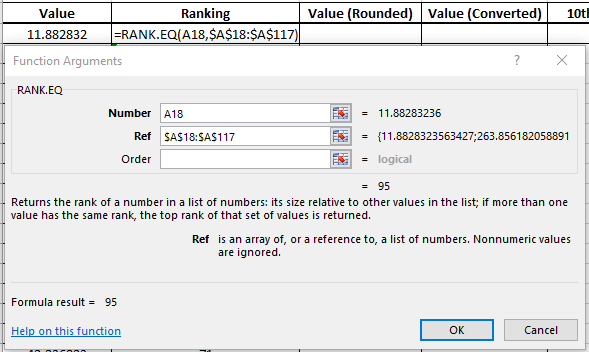 Value Ranking Value (Rounded) Value (Converted) 10th
11.882832 =RANK.EQ(A18,$A$18:$A$117)
Function Arguments ? X
RANK.EQ
Number A18 = 11.88283236
Ref $A$18:$A$117 = {11.8828323563427;263.856182058891
Order = logical
= 95
Returns the rank of a number in a list of numbers: its size relative to other values in the list; if more than one
value has the same rank, the top rank of that set of values is returned.
Ref is an array of, or a reference to, a list of numbers. Nonnumeric values
are ignored.
Formula result = 95
Help on this function OK Cancel